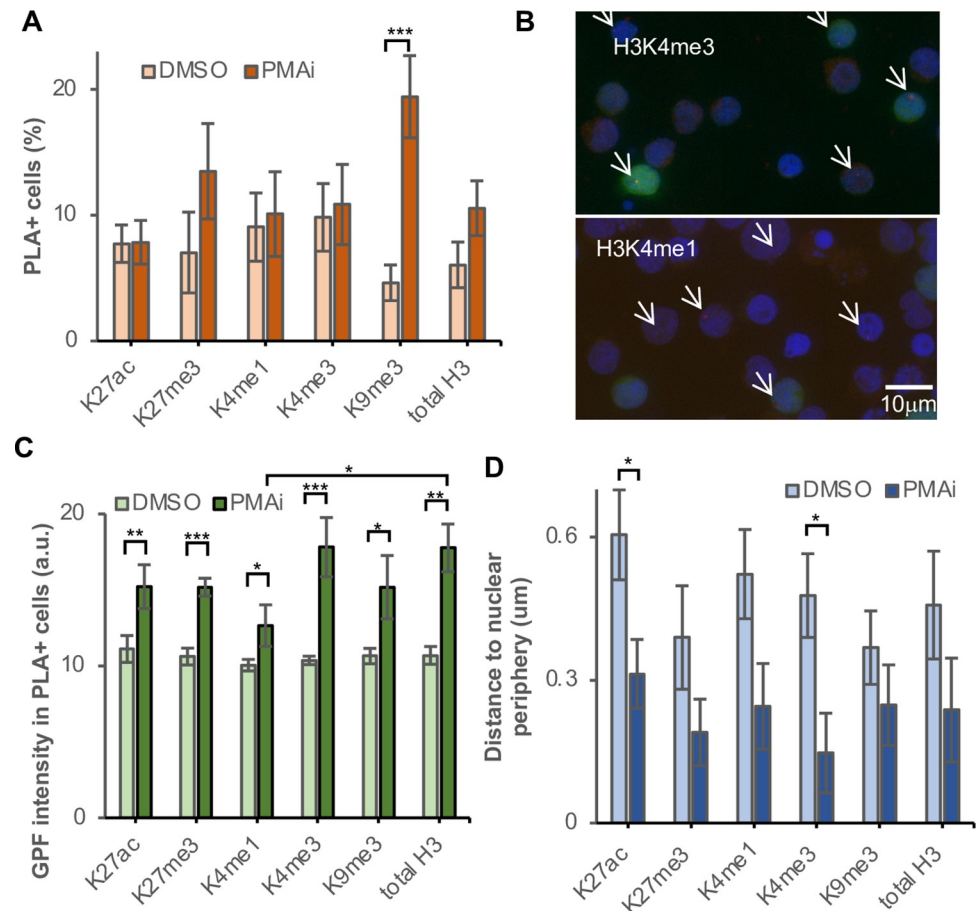 A
***
DMSO PMAi
20
10
0
PLA+ cells (%)
K27ac
K27me3
K4me1
K4me3
K9me3
total H3
B
H3K4me3
H3K4me1
10μm
C
*
DMSO PMAi
20
10
0
GPF intensity in PLA+ cells (a.u.)
**
***
*
***
*
**
K27ac
K27me3
K4me1
K4me3
K9me3
total H3
D
*
DMSO PMAi
*
0.6
0.3
0
Distance to nuclear
periphery (um)
K27ac
K27me3
K4me1
K4me3
K9me3
total H3